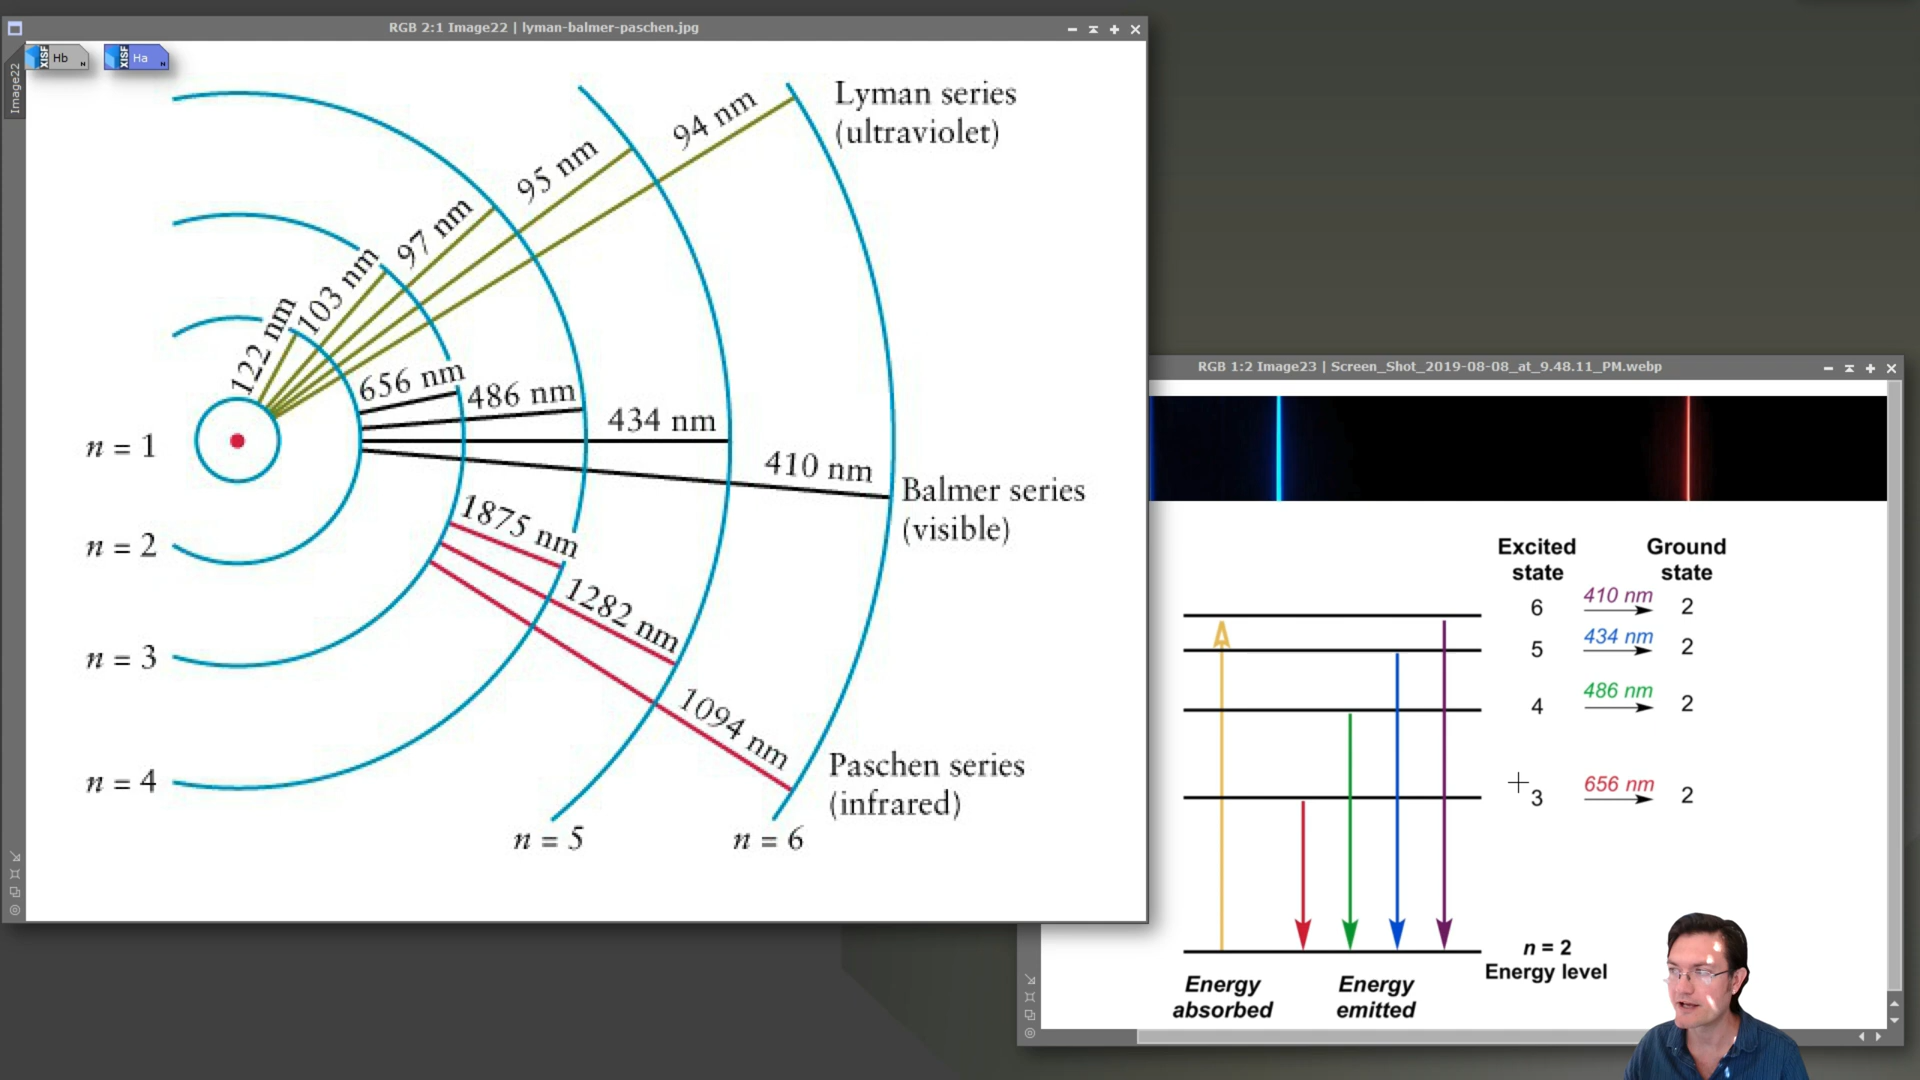 RGB 2:1 Image22 | lyman-balmer-paschen.jpg
Image22
XISF Hb N
XISF Ha N
Lyman series
(ultraviolet)
94 nm
95 nm
97 nm
103 nm
122 nm
656 nm
486 nm
434 nm
410 nm
Balmer series
(visible)
1875 nm
1282 nm
1094 nm
Paschen series
(infrared)
n = 1
n = 2
n = 3
n = 4
n = 5
n = 6
RGB 1:2 Image23 | Screen_Shot_2019-08-08_at_9.48.11_PM.webp
Excited state
Ground state
6 410 nm 2
5 434 nm 2
4 486 nm 2
3 656 nm 2
n = 2
Energy level
Energy absorbed
Energy emitted